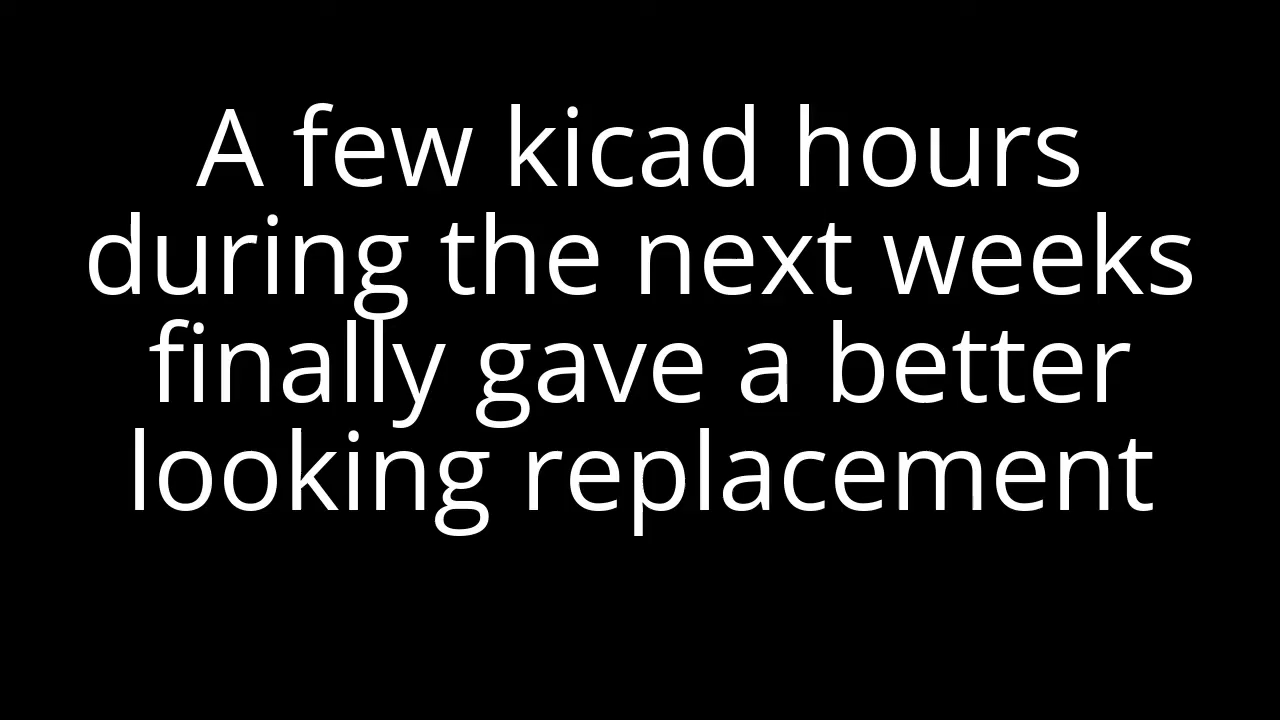 A few kicad hours
during the next weeks
finally gave a better
looking replacement